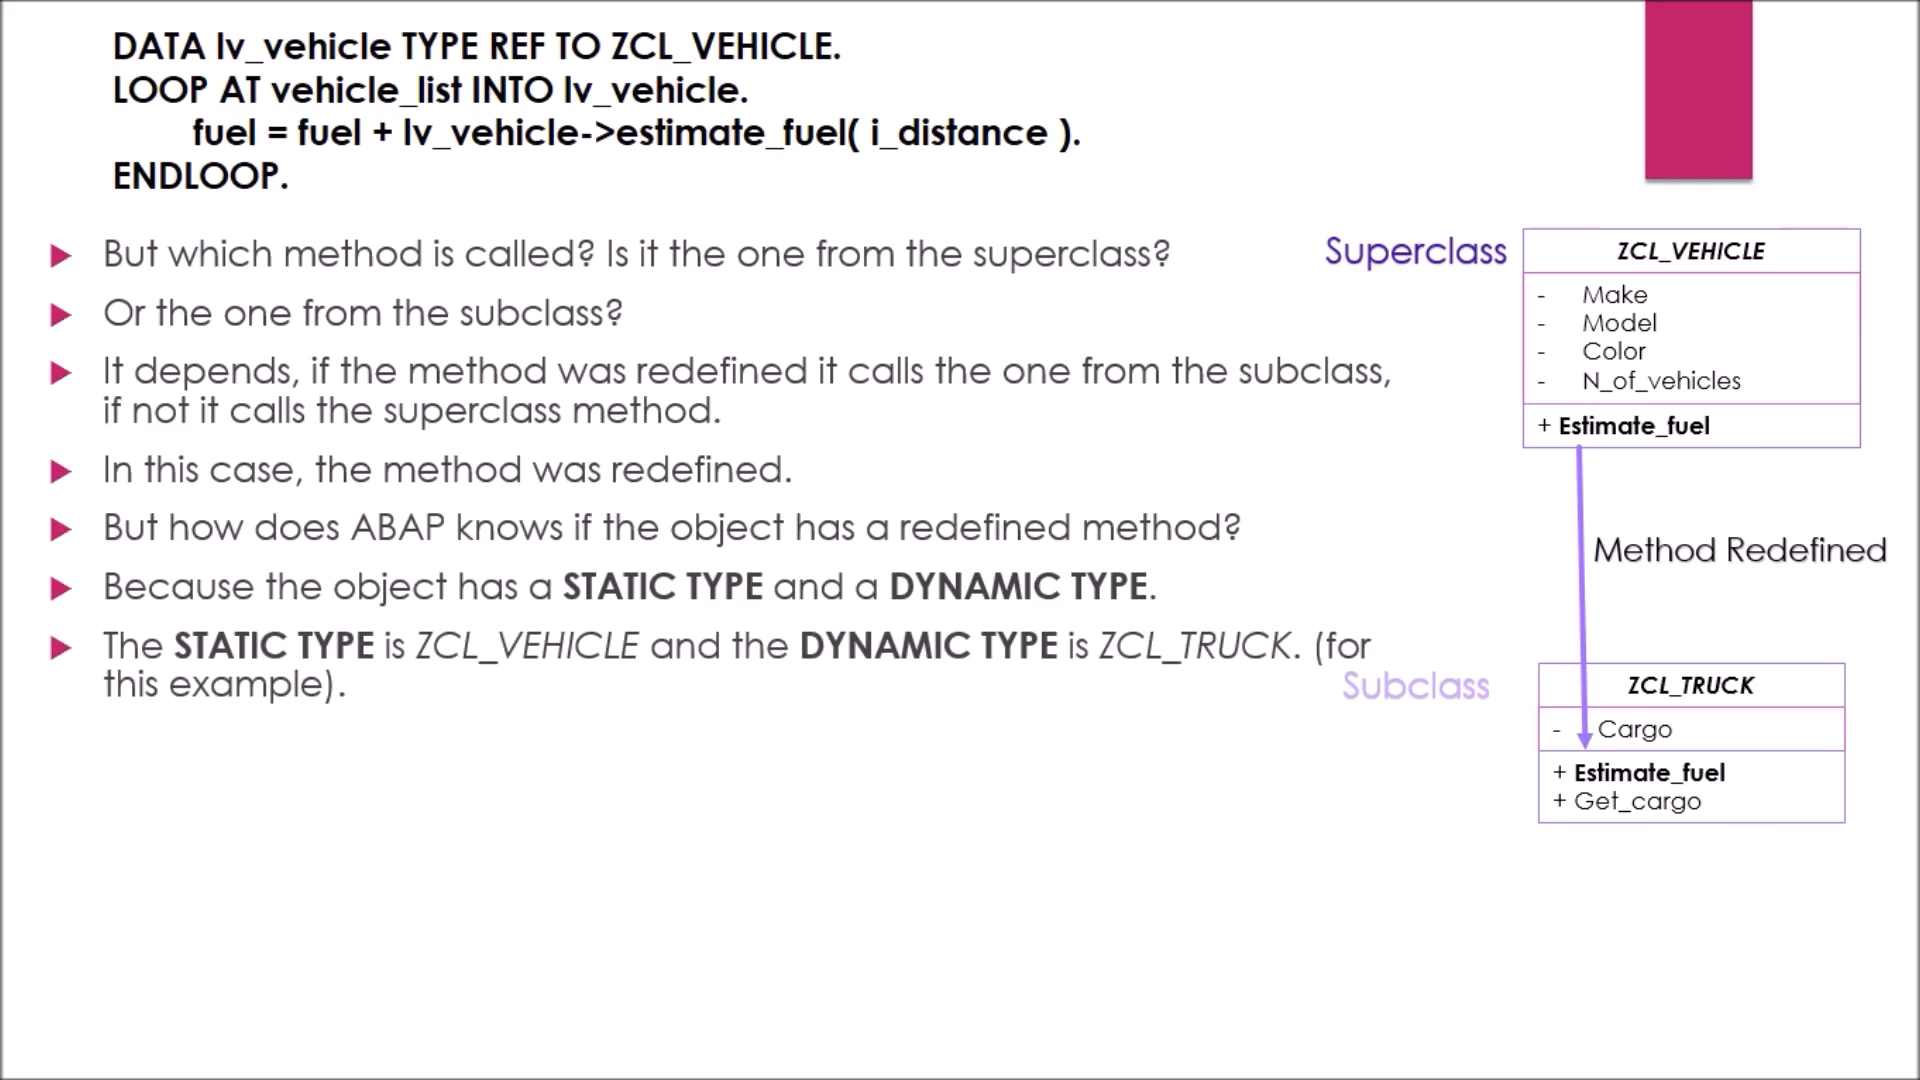 DATA lv_vehicle TYPE REF TO ZCL_VEHICLE.
LOOP AT vehicle_list INTO lv_vehicle.
fuel = fuel + lv_vehicle->estimate_fuel( i_distance ).
ENDLOOP.
But which method is called? Is it the one from the superclass?
Or the one from the subclass?
It depends, if the method was redefined it calls the one from the subclass,
if not it calls the superclass method.
In this case, the method was redefined.
But how does ABAP knows if the object has a redefined method?
Because the object has a STATIC TYPE and a DYNAMIC TYPE.
The STATIC TYPE is ZCL_VEHICLE and the DYNAMIC TYPE is ZCL_TRUCK. (for
this example).
Superclass
ZCL_VEHICLE
- Make
- Model
- Color
- N_of_vehicles
+ Estimate_fuel
Method Redefined
Subclass
ZCL_TRUCK
- Cargo
+ Estimate_fuel
+ Get_cargo